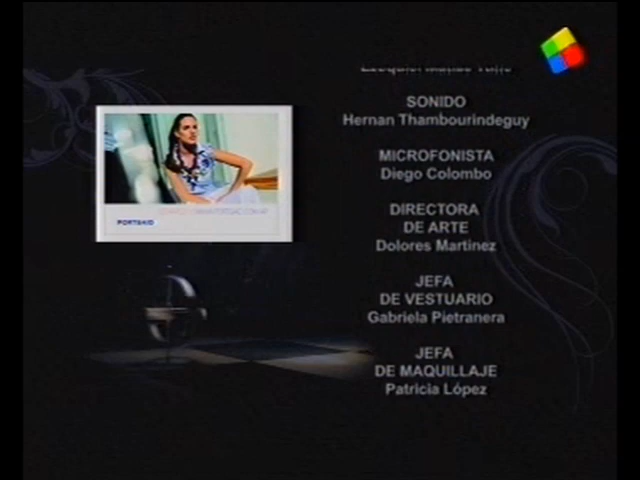 SONIDO
Hernan Thambourindeguy
MICROFONISTA
Diego Colombo
DIRECTORA
DE ARTE
Dolores Martinez
JEFA
DE VESTUARIO
Gabriela Pietranera
JEFA
DE MAQUILLAJE
Patricia López
PORTSAID